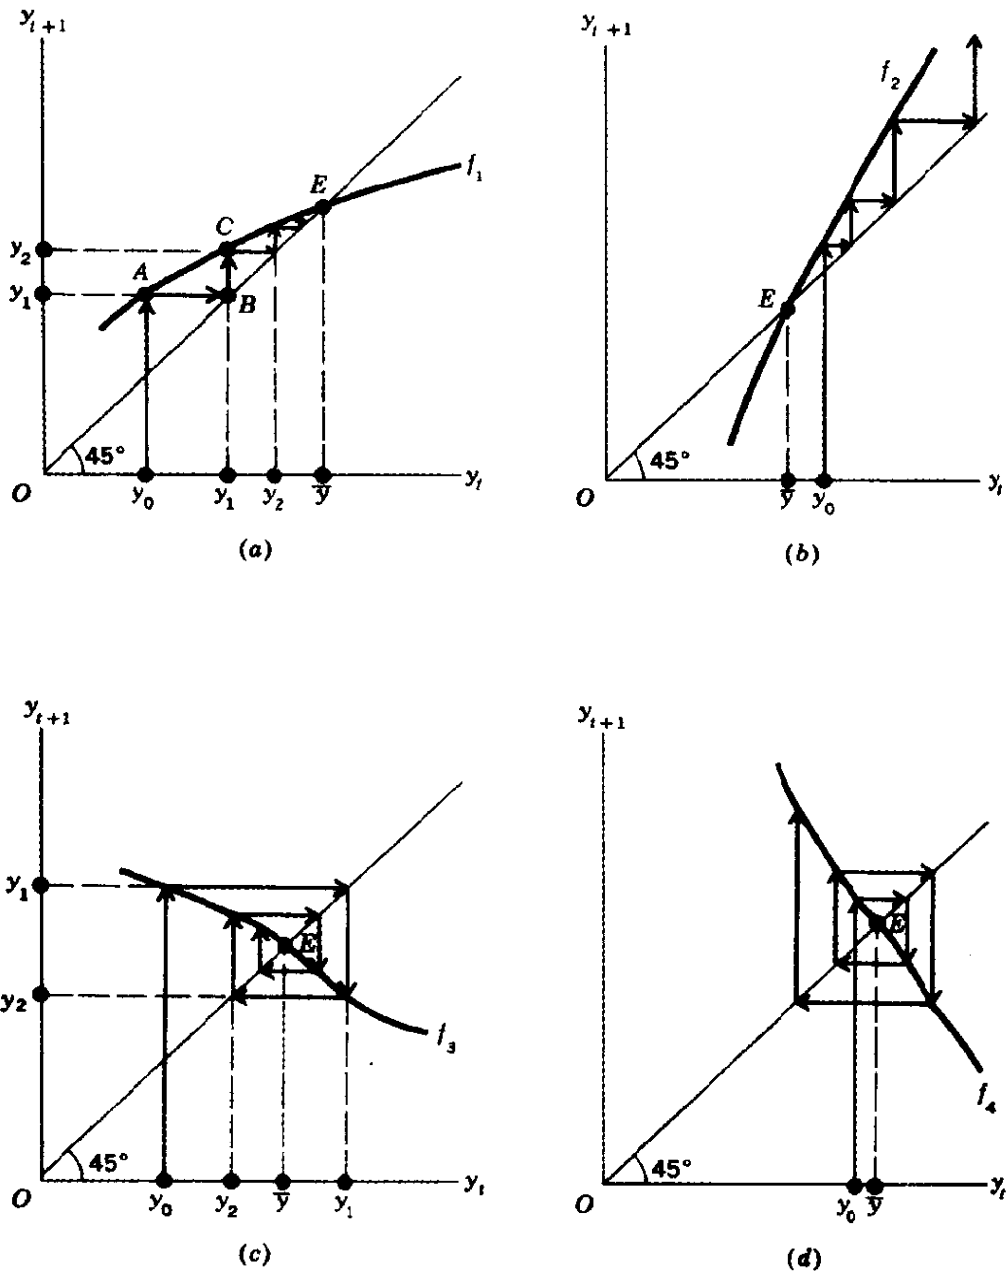 y_{t+1}
f_1
E
C
y_2
A
y_1
B
45°
O
y_0
y_1
y_2
ȳ
y_t
(a)
y_{t+1}
f_2
E
45°
O
ȳ
y_0
y_t
(b)
y_{t+1}
y_1
E
y_2
f_3
45°
O
y_0
y_2
ȳ
y_1
y_t
(c)
y_{t+1}
E
f_4
45°
O
y_0
ȳ
y_t
(d)